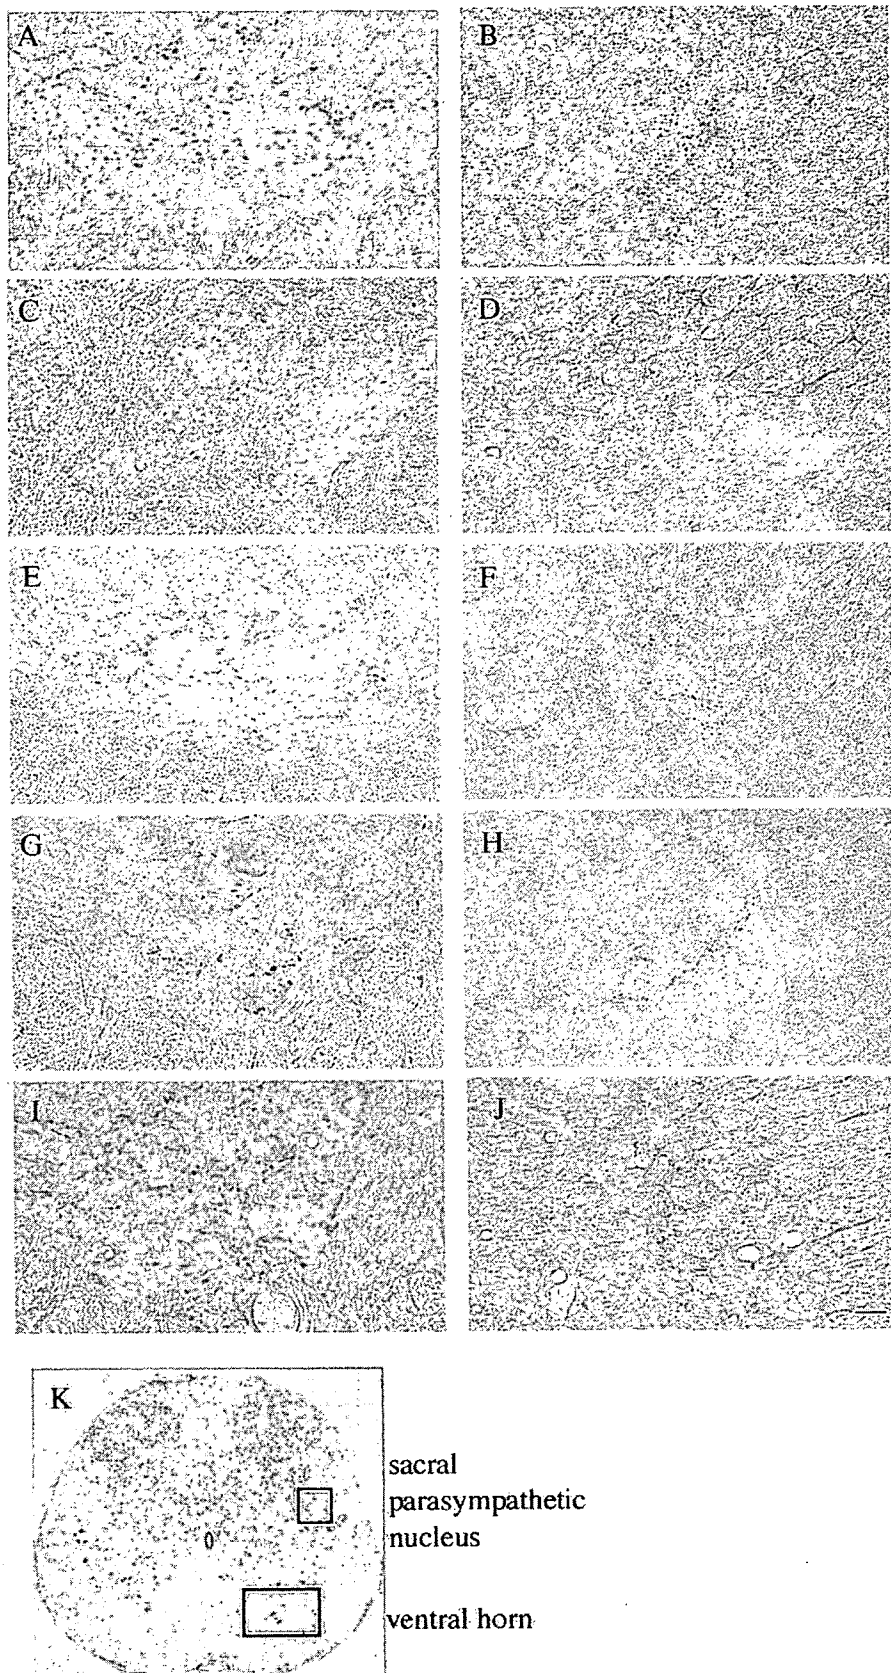 A
B
C
D
E
F
G
H
I
J
K
sacral
parasympathetic
nucleus
ventral horn